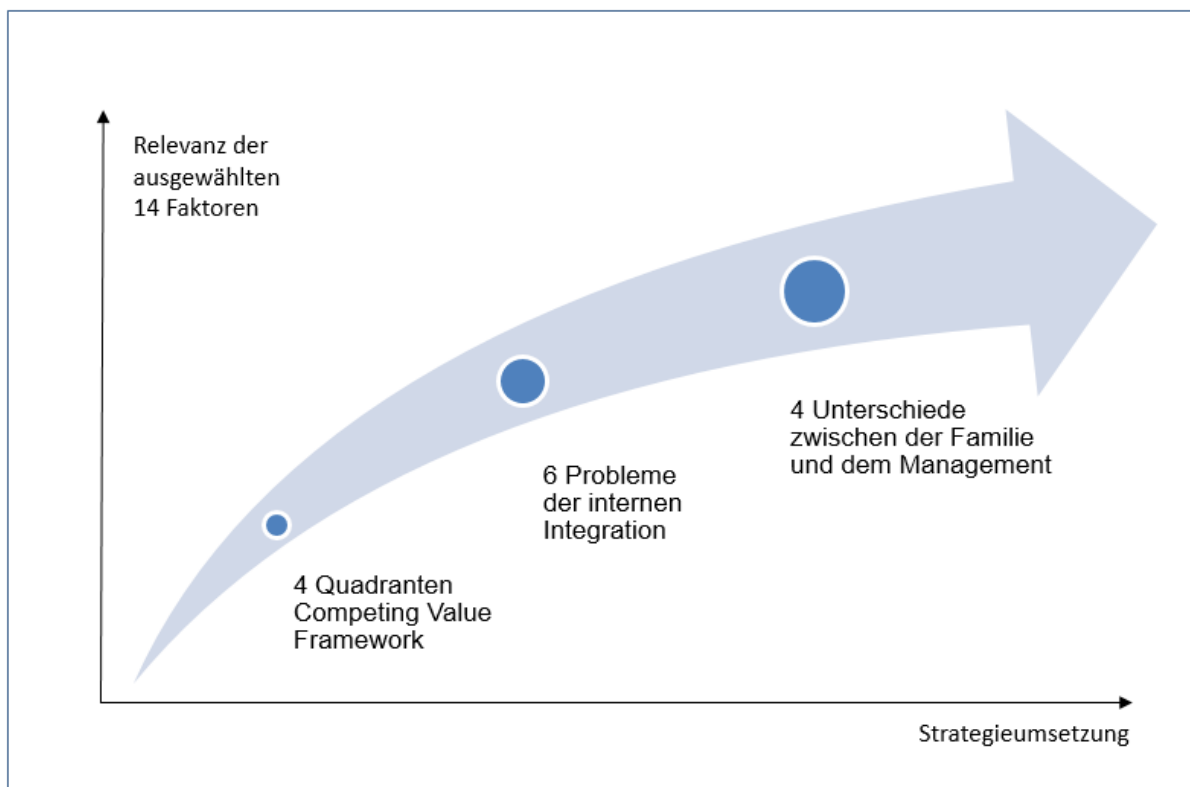 Relevanz der
ausgewählten
14 Faktoren
4 Quadranten
Competing Value
Framework
6 Probleme
der internen
Integration
4 Unterschiede
zwischen der Familie
und dem Management
Strategieumsetzung